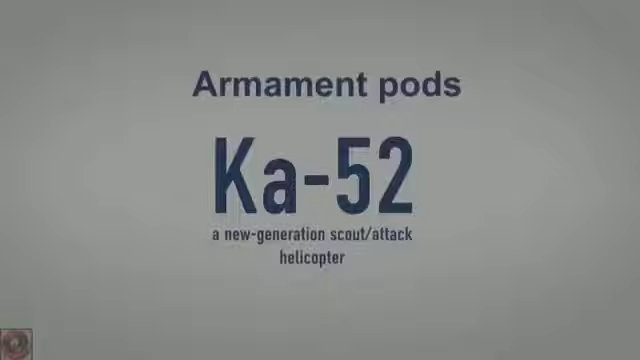 Armament pods
Ka-52
a new-generation scout/attack
helicopter